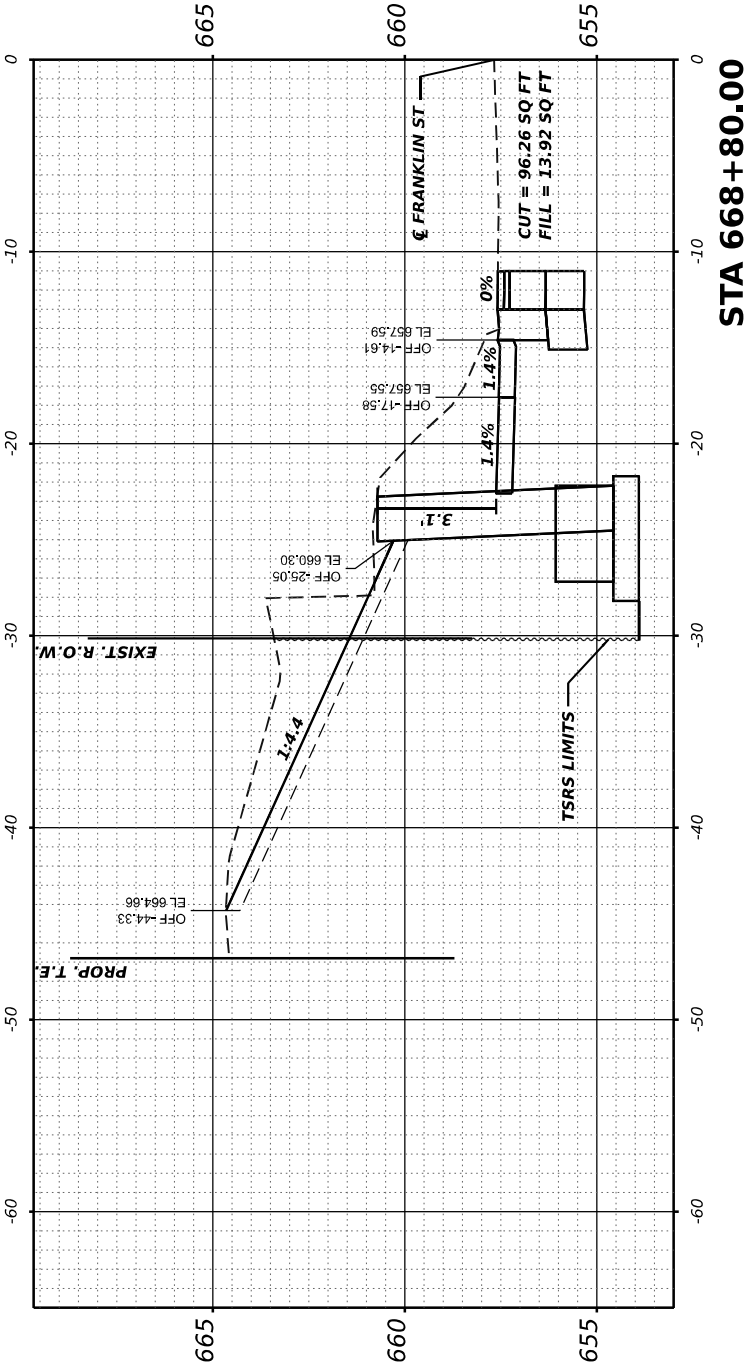 665
660
655
0
-10
-20
-30
-40
-50
-60
PROP. T.E.
EXIST. R.O.W.
EL 664.66
OFF -44.33
1:4.4
EL 660.30
OFF -25.05
3.1'
EL 657.55
OFF -17.58
EL 657.59
OFF -14.61
1.4%
1.4%
0%
℄ FRANKLIN ST
CUT = 96.26 SQ FT
FILL = 13.92 SQ FT
TSRS LIMITS
665
660
655
0
-10
-20
-30
-40
-50
-60
STA 668+80.00